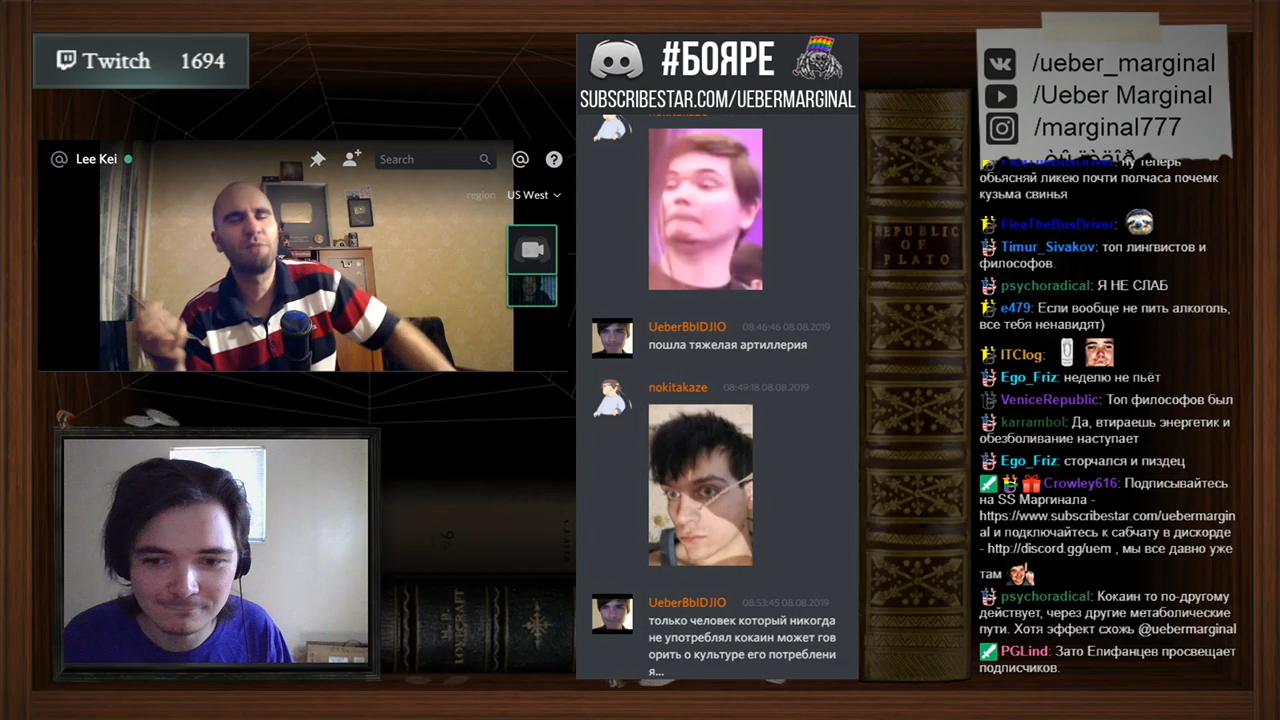 Twitch 1694
@ Lee Kei
Search
region US West
#БОЯРЕ
SUBSCRIBESTAR.COM/UEBERMARGINAL
nokitakaze
UeberBbIDJIO 08:46:46 08.08.2019
пошла тяжелая артиллерия
nokitakaze 08:49:18 08.08.2019
UeberBbIDJIO 08:53:45 08.08.2019
только человек который никогда
не употреблял кокаин может гов
орить о культуре его потреблени
я...
H.P. LOVECRAFT
REPUBLIC
OF
PLATO
/ueber_marginal
/Ueber Marginal
/marginal777
FleaTheBusDriver: ну теперь
обьясняй ликею почти полчаса почемк
кузьма свинья
FleaTheBusDriver:
Timur_Sivakov: топ лингвистов и
философов.
psychoradical: Я НЕ СЛАБ
e479: Если вообще не пить алкоголь,
все тебя ненавидят)
ITClog:
Ego_Friz: неделю не пьёт
VeniceRepublic: Топ философов был
karrambol: Да, втираешь энергетик и
обезболивание наступает
Ego_Friz: сторчался и пиздец
Crowley616: Подписывайтесь
на SS Маргинала -
https://www.subscribestar.com/uebermargin
al и подключайтесь к сабчату в дискорде
- http://discord.gg/uem , мы все давно уже
там
psychoradical: Кокаин то по-другому
действует, через другие метаболические
пути. Хотя эффект схожь @uebermarginal
PGLind: Зато Епифанцев просвещает
подписчиков.